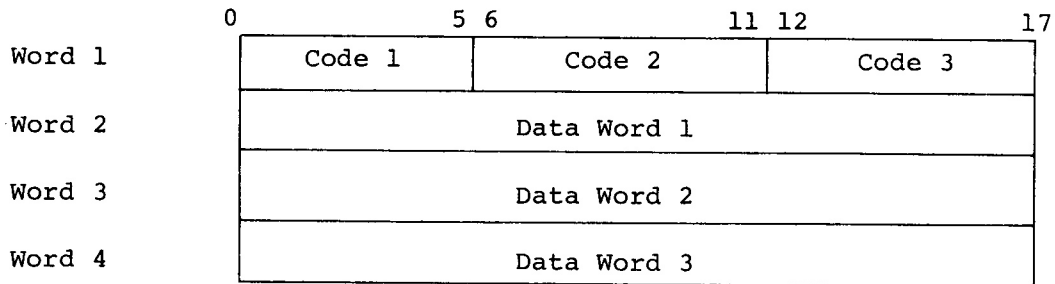 0 5 6 11 12 17
Word 1 Code 1 Code 2 Code 3
Word 2 Data Word 1
Word 3 Data Word 2
Word 4 Data Word 3